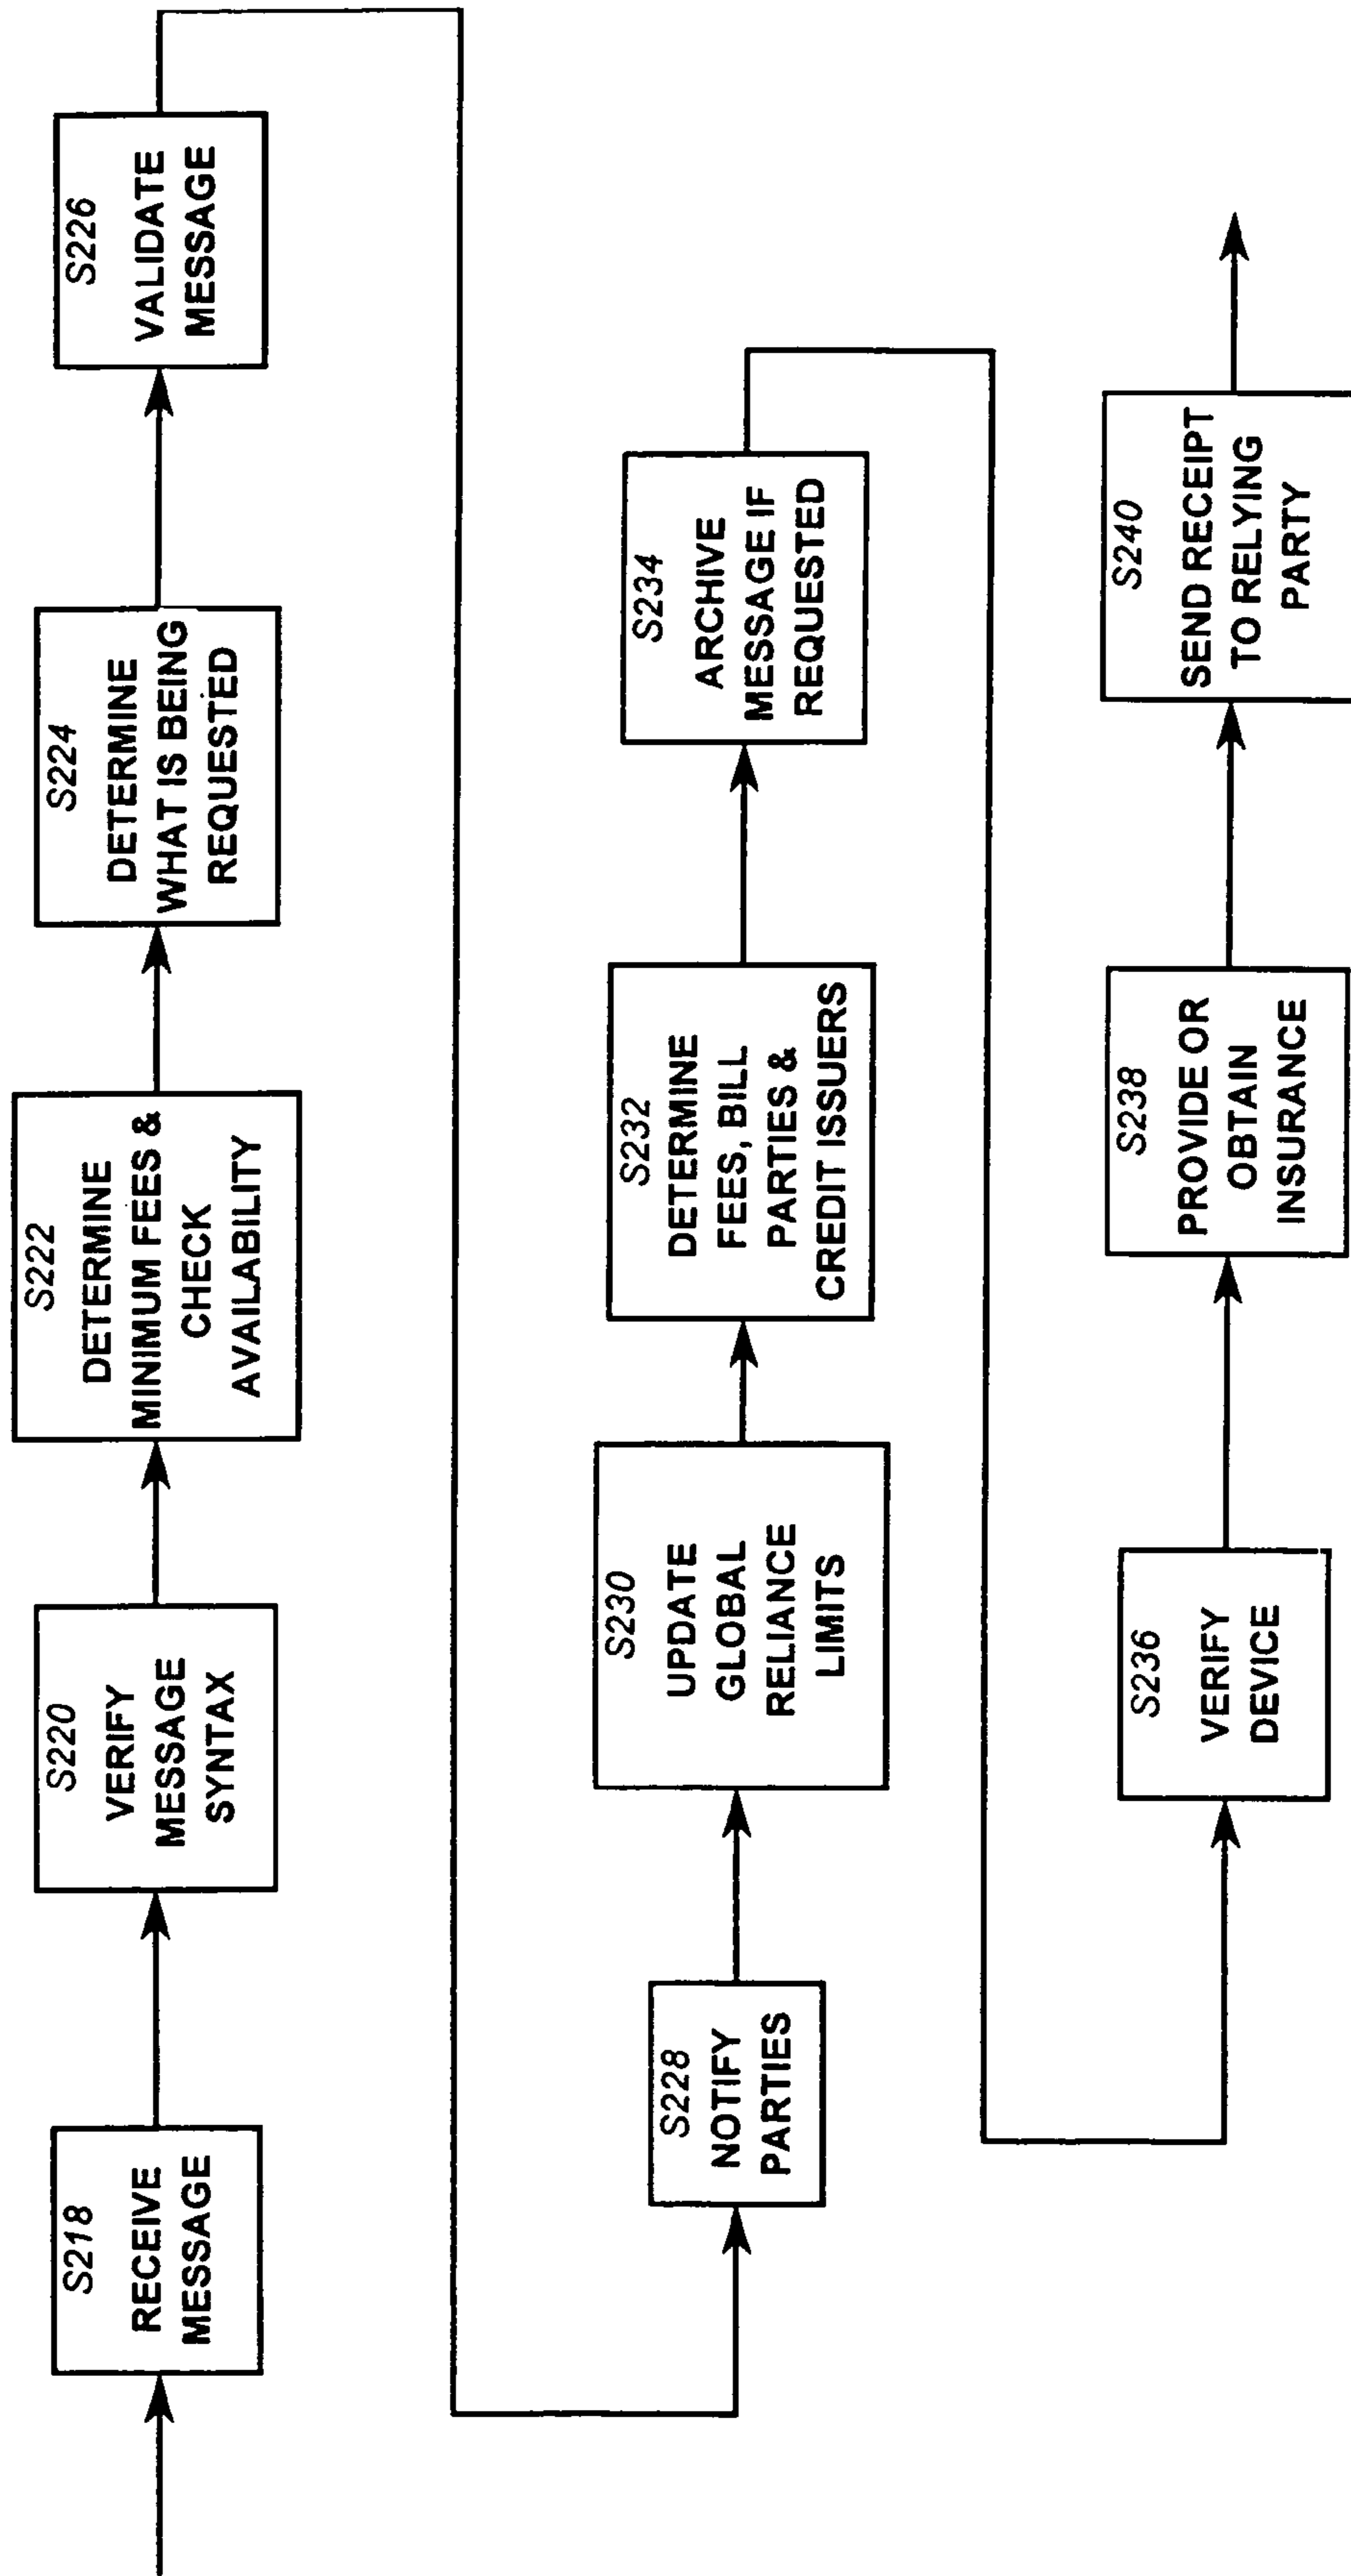 S218
RECEIVE
MESSAGE
S220
VERIFY
MESSAGE
SYNTAX
S222
DETERMINE
MINIMUM FEES &
CHECK
AVAILABILITY
S224
DETERMINE
WHAT IS BEING
REQUESTED
S226
VALIDATE
MESSAGE
S228
NOTIFY
PARTIES
S230
UPDATE
GLOBAL
RELIANCE
LIMITS
S232
DETERMINE
FEES, BILL
PARTIES &
CREDIT ISSUERS
S234
ARCHIVE
MESSAGE IF
REQUESTED
S236
VERIFY
DEVICE
S238
PROVIDE OR
OBTAIN
INSURANCE
S240
SEND RECEIPT
TO RELYING
PARTY